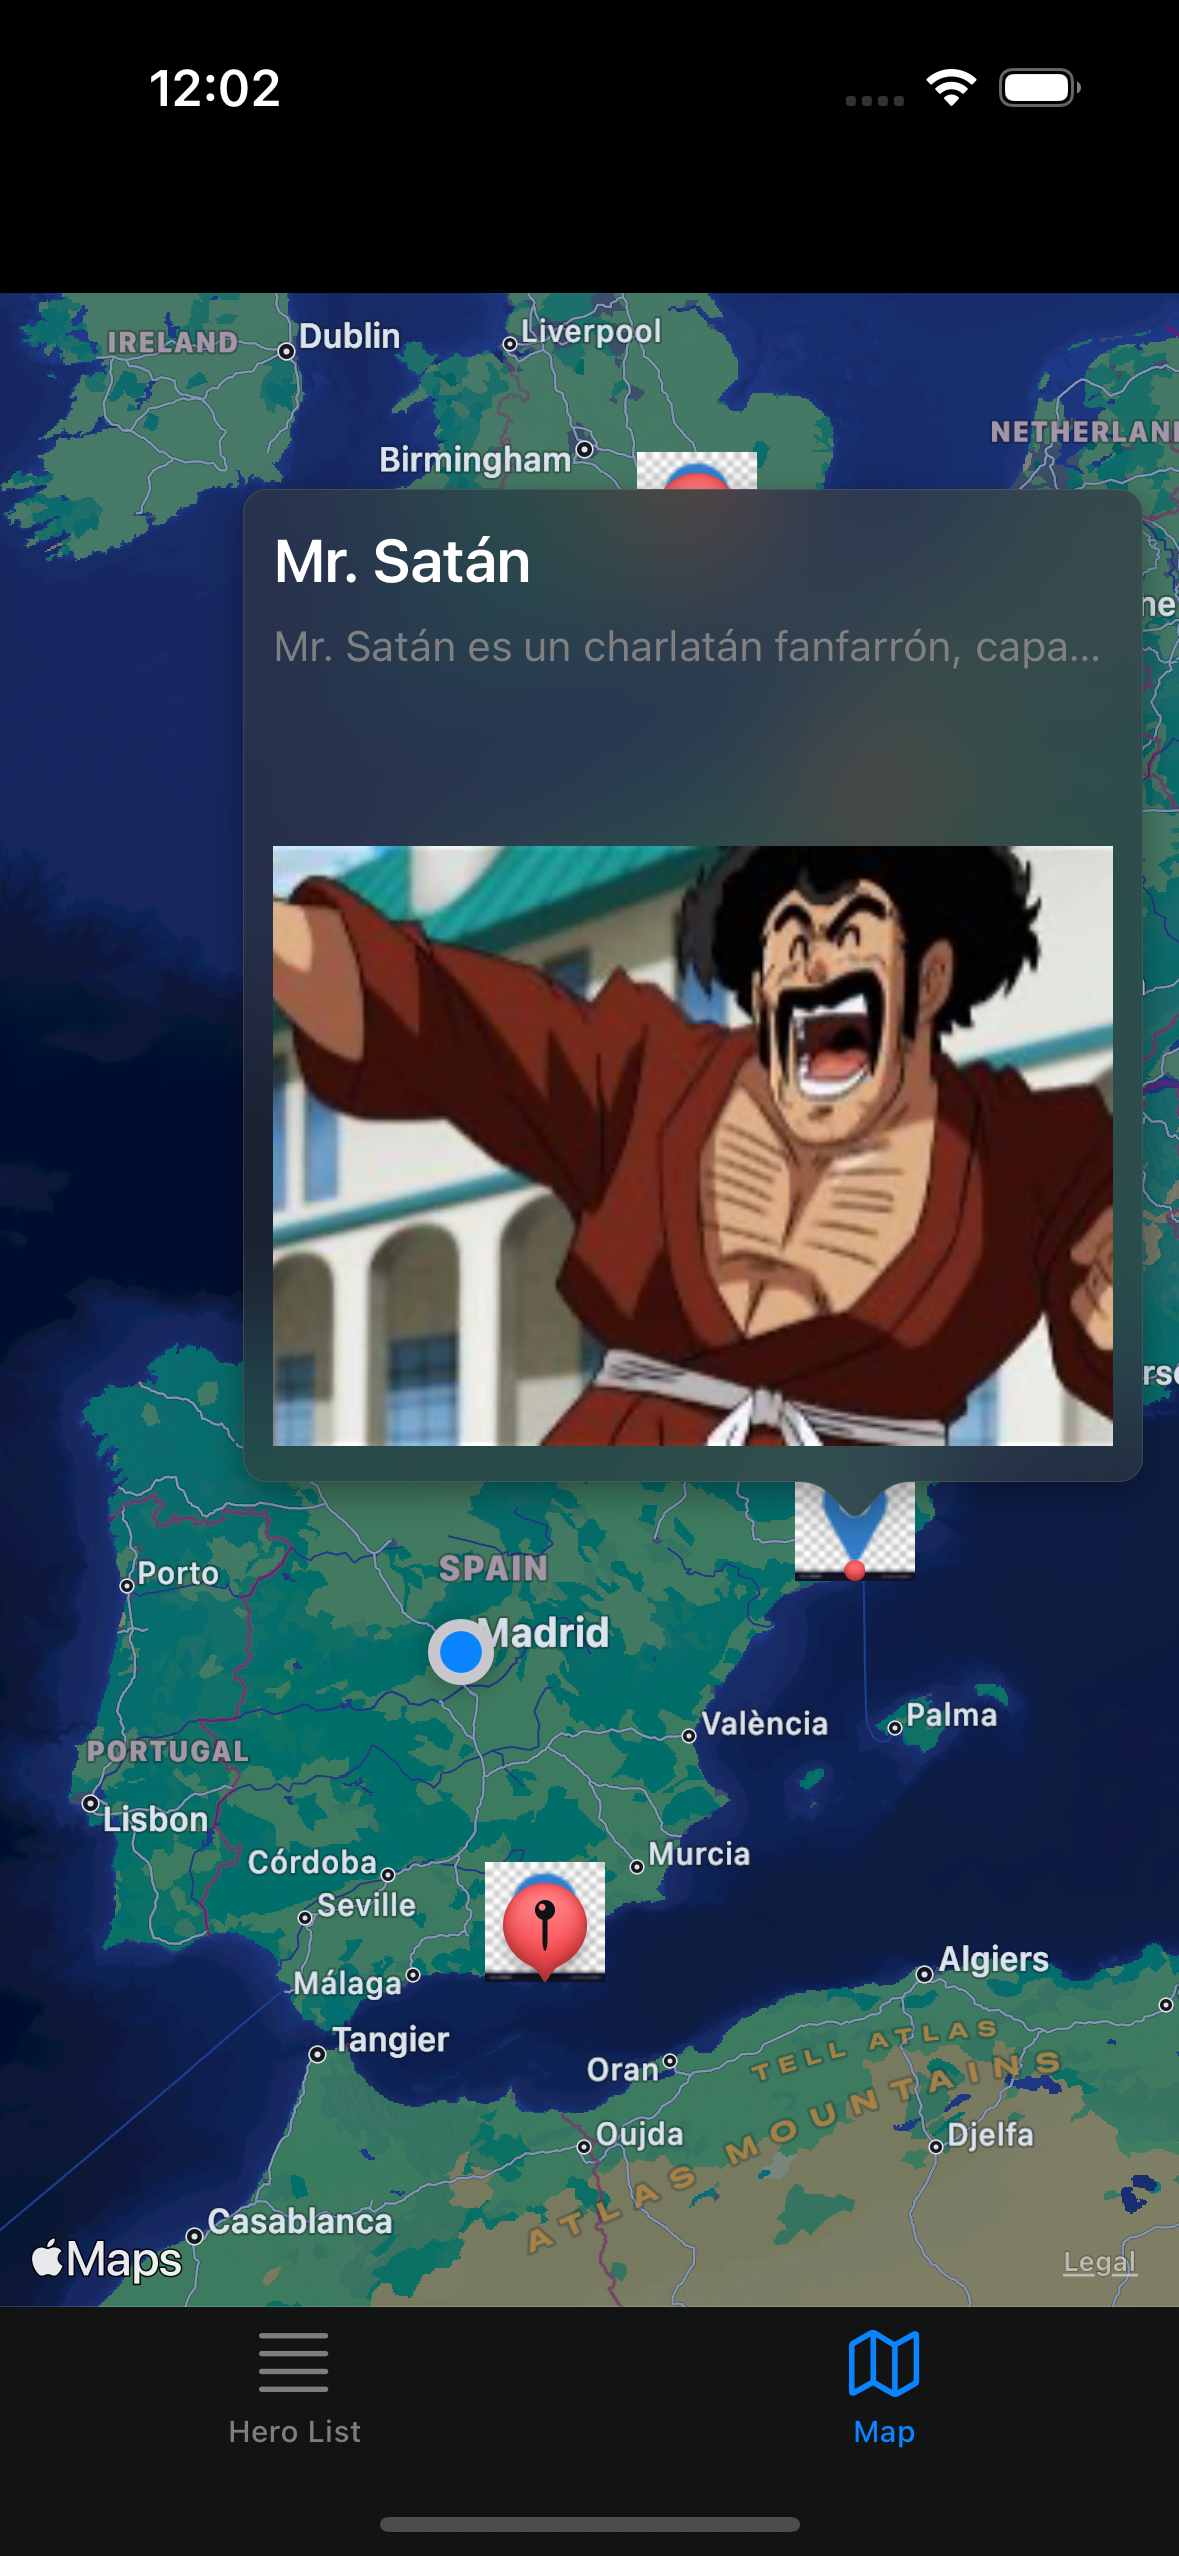 12:02
IRELAND
Dublin
Liverpool
Birmingham
Mr. Satán
Mr. Satán es un charlatán fanfarrón, capa...
SPAIN
Porto
Madrid
València
Palma
PORTUGAL
Lisbon
Córdoba
Murcia
Seville
Málaga
Algiers
Tangier
Oran
TELL ATLAS
Oujda
ATLAS MOUNTAINS
Djelfa
Casablanca
Maps
Legal
Hero List
Map